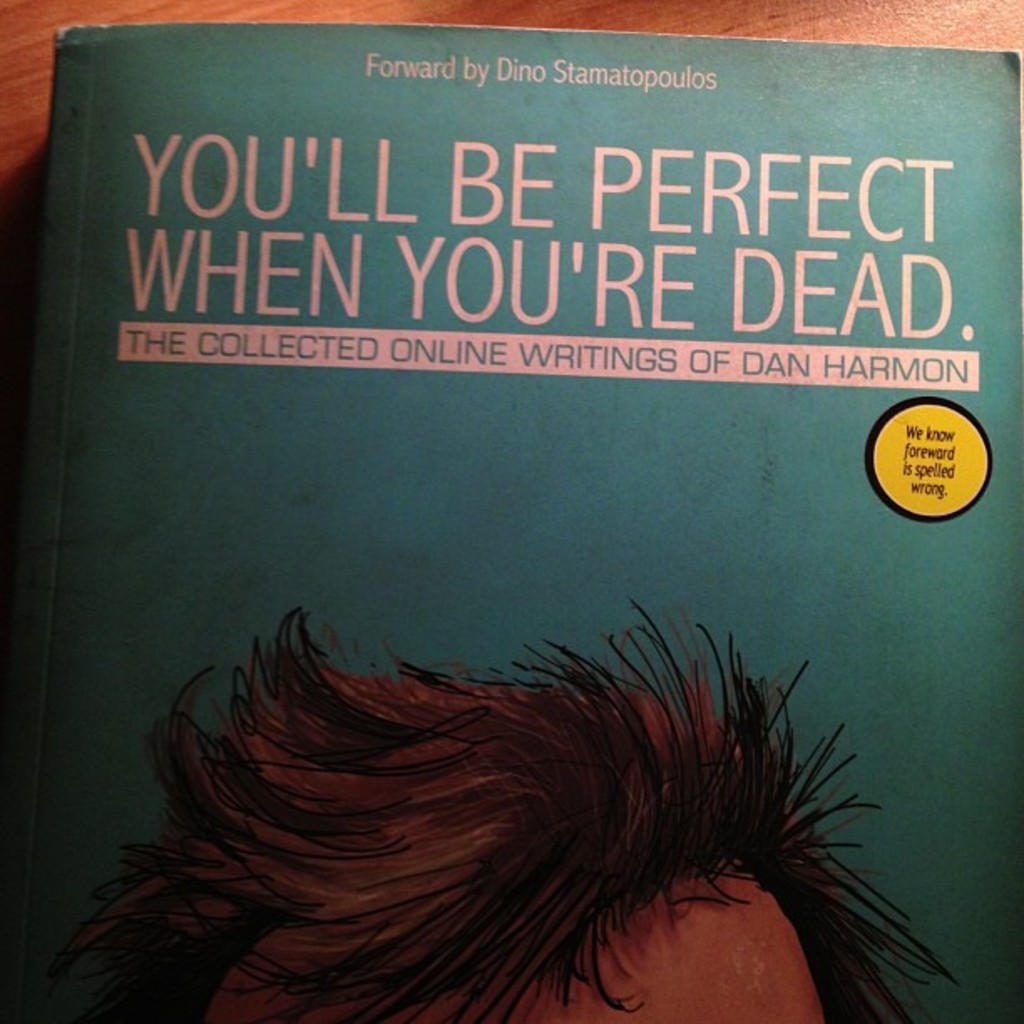 Forward by Dino Stamatopoulos
YOU'LL BE PERFECT
WHEN YOU'RE DEAD.
THE COLLECTED ONLINE WRITINGS OF DAN HARMON
We know
foreward
is spelled
wrong.